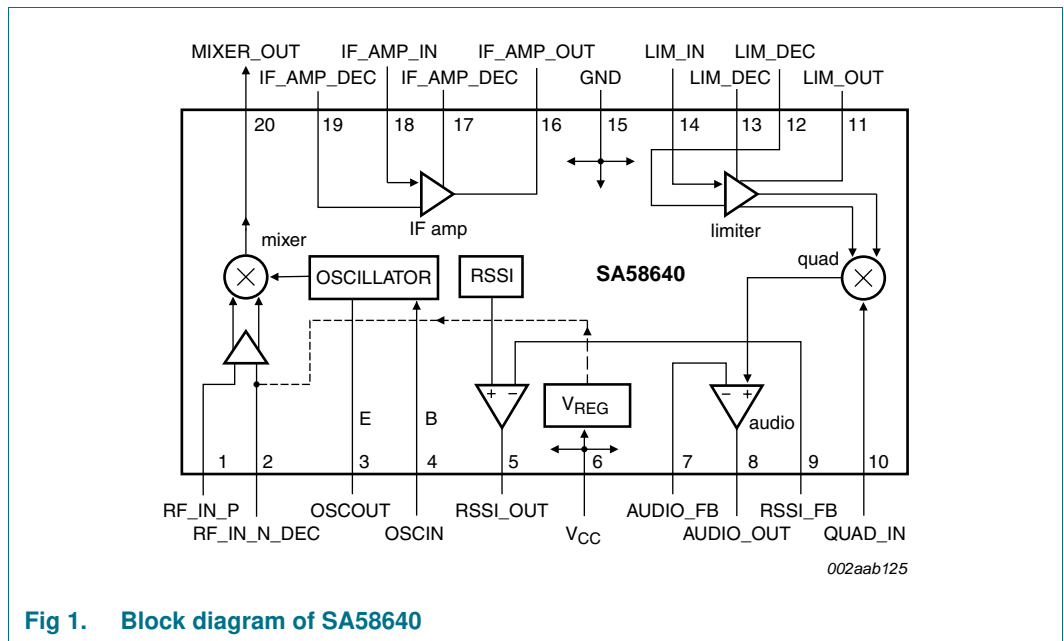 MIXER_OUT IF_AMP_IN IF_AMP_OUT LIM_IN LIM_DEC
IF_AMP_DEC IF_AMP_DEC GND LIM_DEC LIM_OUT
20 19 18 17 16 15 14 13 12 11
IF amp limiter
mixer quad
OSCILLATOR RSSI SA58640
+ − VREG − +
E B audio
1 2 3 4 5 6 7 8 9 10
RF_IN_P OSCOUT RSSI_OUT AUDIO_FB RSSI_FB
RF_IN_N_DEC OSCIN VCC AUDIO_OUT QUAD_IN
002aab125
Fig 1. Block diagram of SA58640